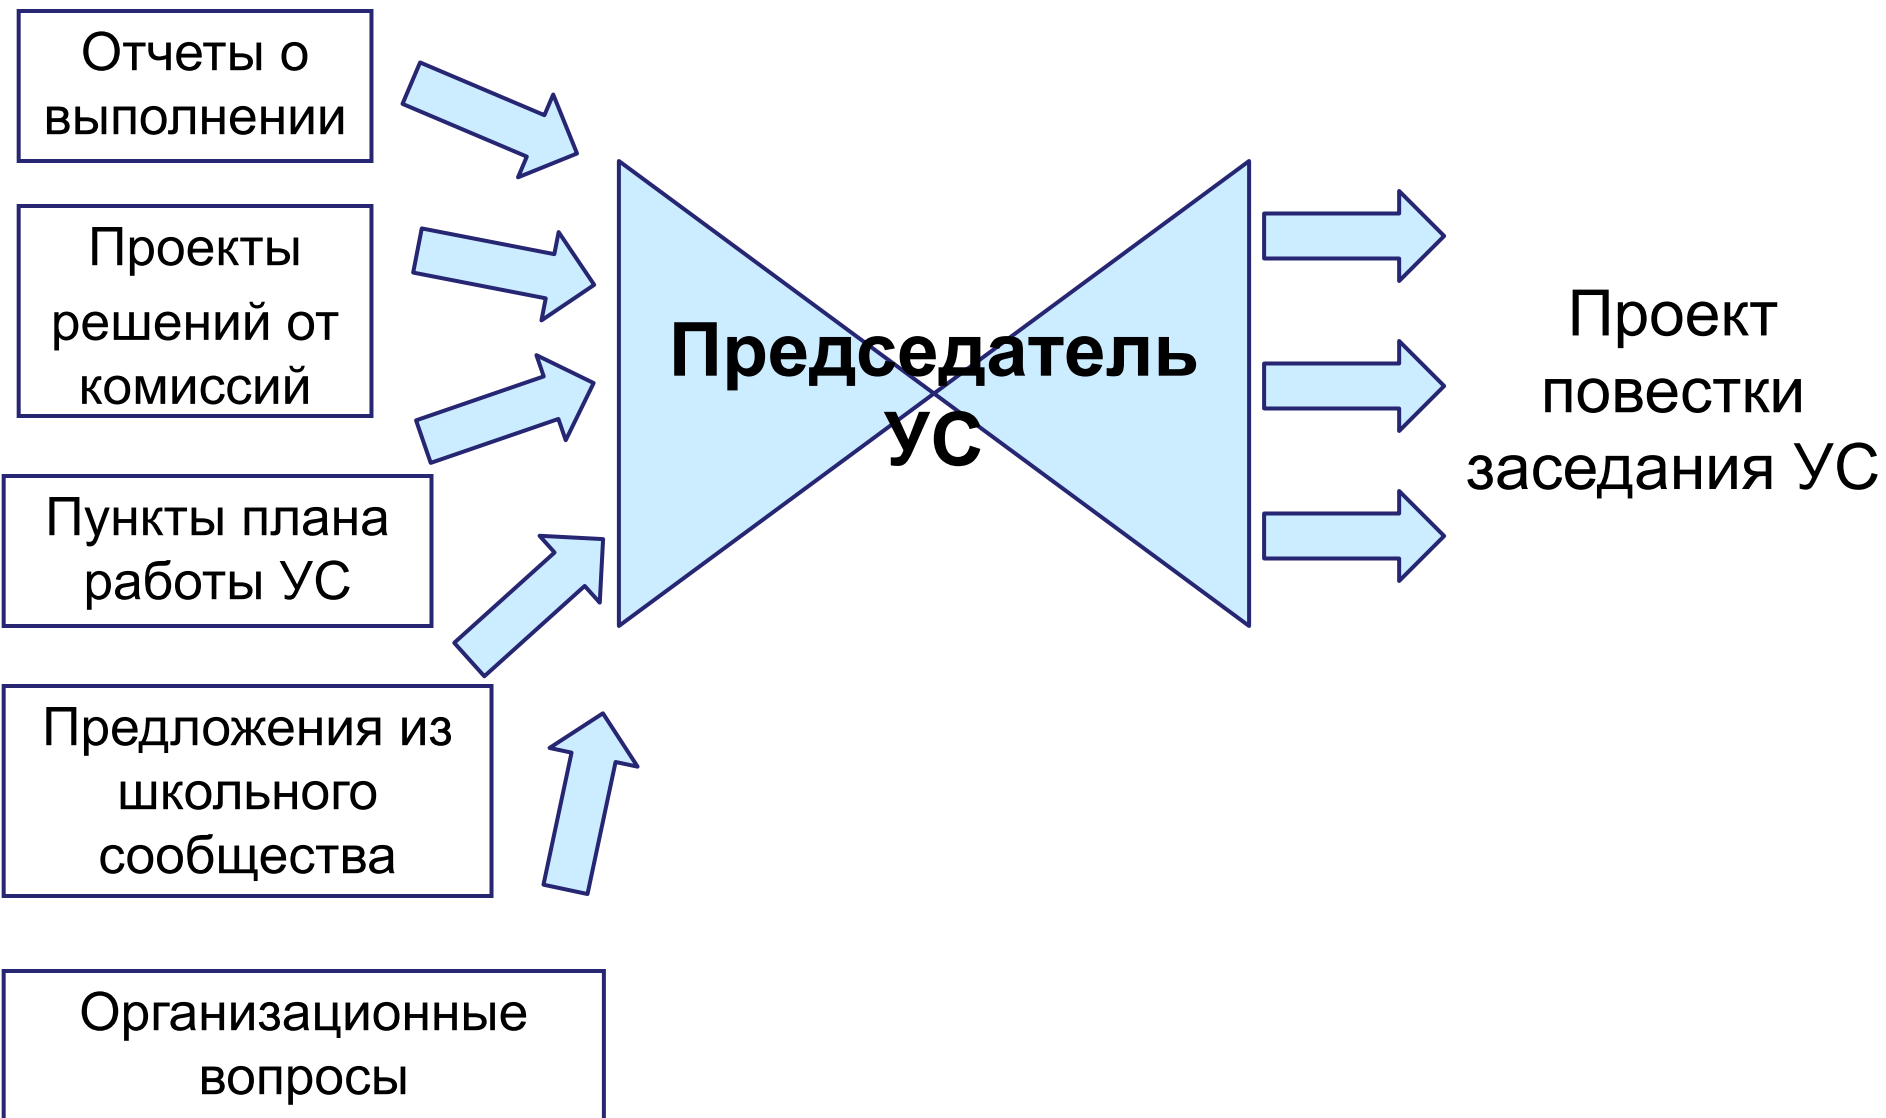 Отчеты о
выполнении
Проекты
решений от
комиссий
Пункты плана
работы УС
Предложения из
школьного
сообщества
Организационные
вопросы
Председатель
УС
Проект
повестки
заседания УС